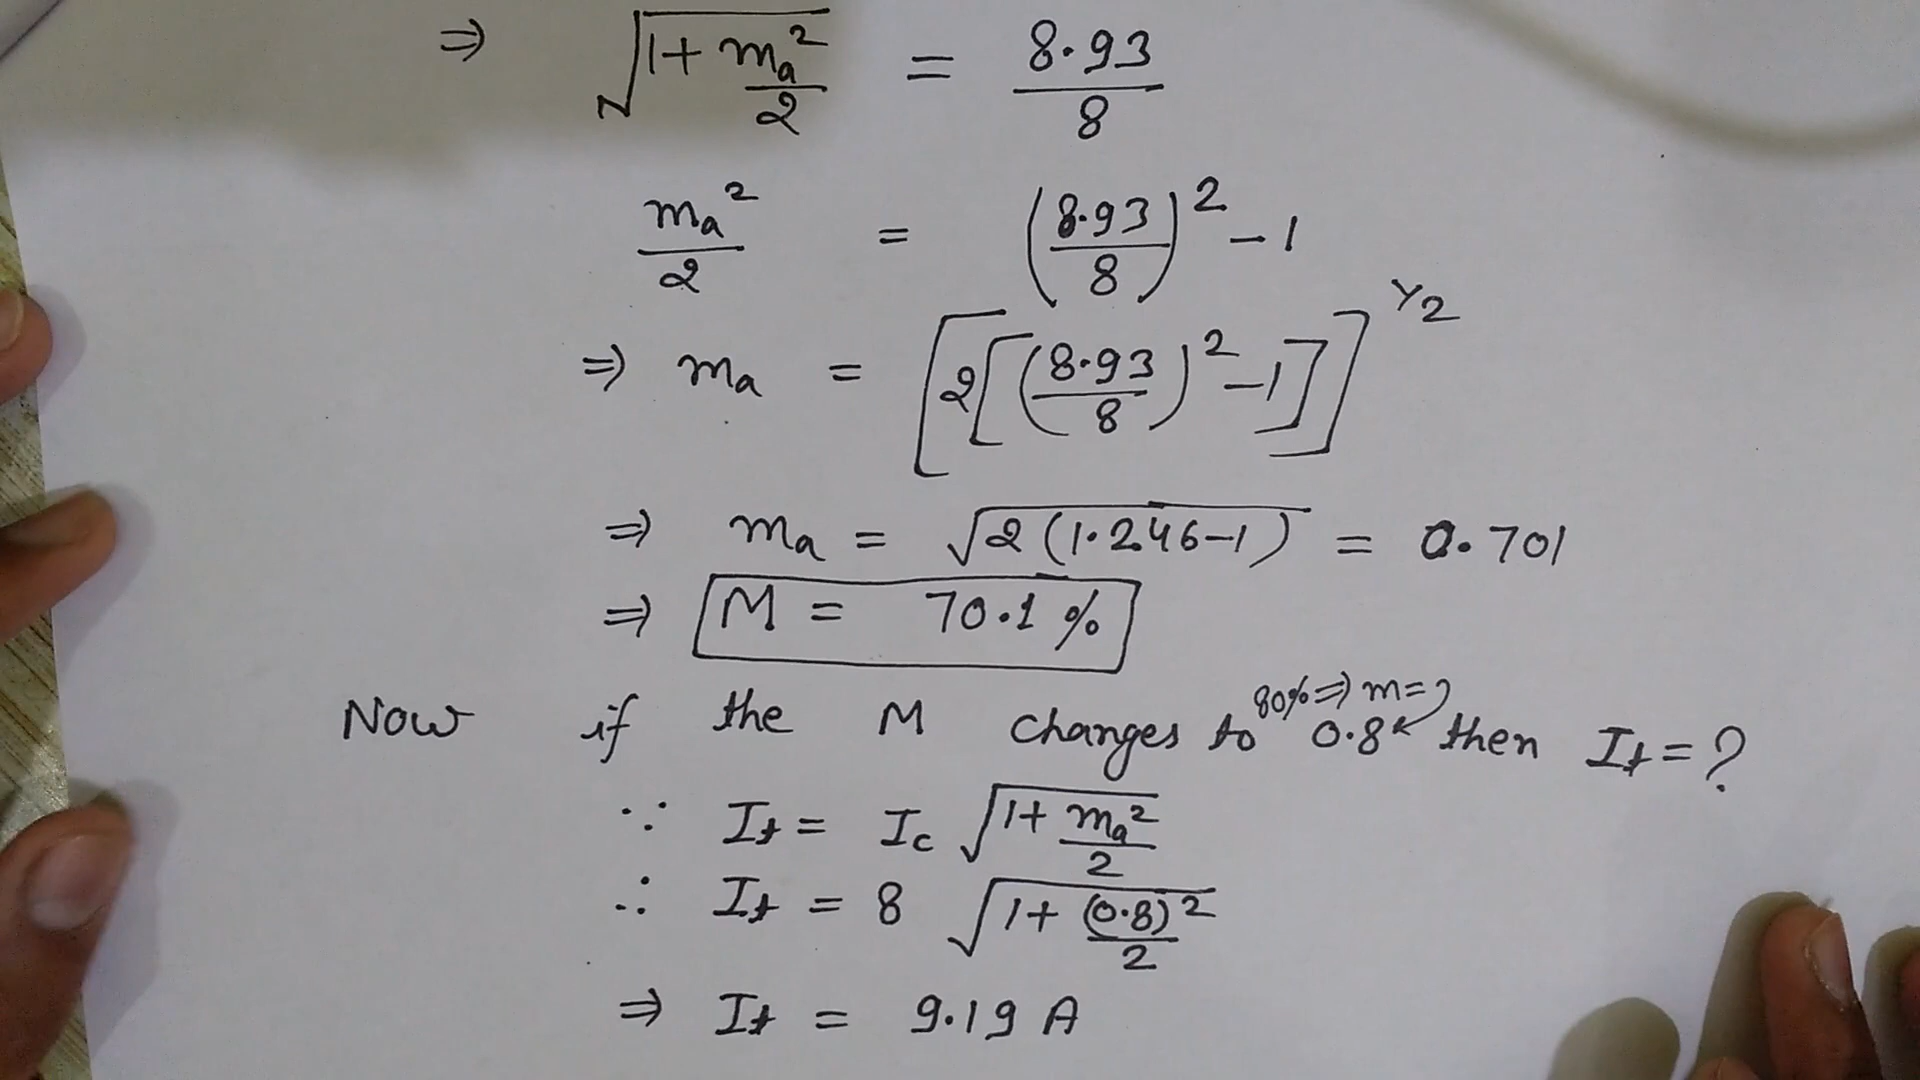 ⇒ √(1 + ma²/2) = 8.93/8
ma²/2 = (8.93/8)² - 1
⇒ ma = [2[(8.93/8)² - 1]]^1/2
⇒ ma = √(2(1.246-1)) = 0.701
⇒ M = 70.1 %
80% ⇒ m = ?
Now if the M changes to 0.8 then It = ?
∵ It = Ic √(1 + ma²/2)
∴ It = 8 √(1 + (0.8)²/2)
⇒ It = 9.19 A